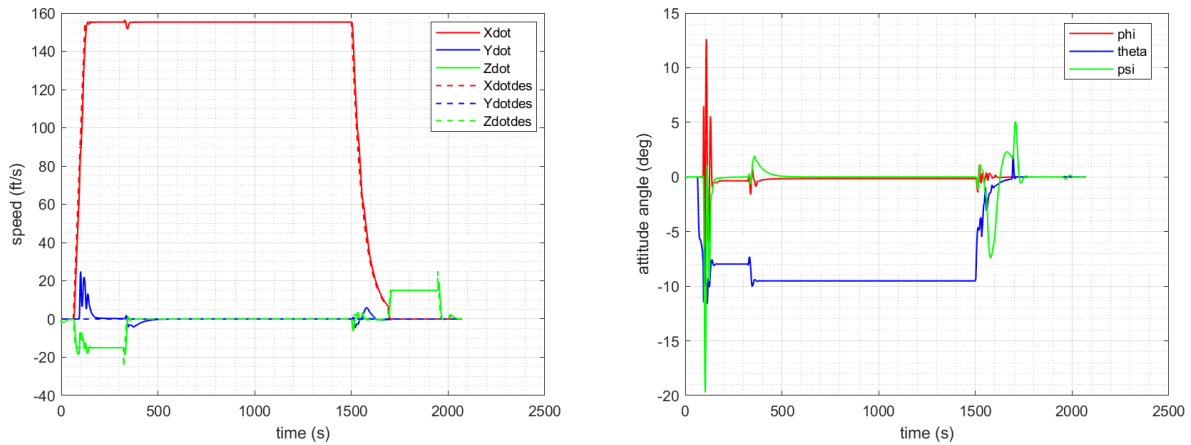 160
140
120
100
80
60
40
20
0
-20
-40
speed (ft/s)
0 500 1000 1500 2000 2500
time (s)
Xdot
Ydot
Zdot
Xdotdes
Ydotdes
Zdotdes
15
10
5
0
-5
-10
-15
-20
attitude angle (deg)
0 500 1000 1500 2000 2500
time (s)
phi
theta
psi